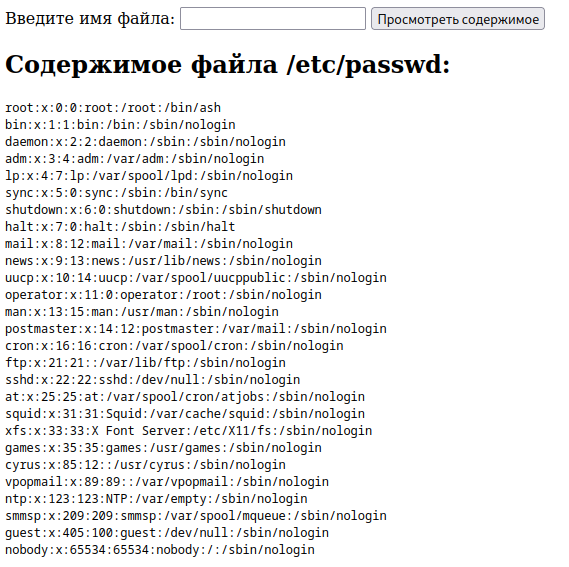 Введите имя файла: Просмотреть содержимое
Содержимое файла /etc/passwd:
root:x:0:0:root:/root:/bin/ash
bin:x:1:1:bin:/bin:/sbin/nologin
daemon:x:2:2:daemon:/sbin:/sbin/nologin
adm:x:3:4:adm:/var/adm:/sbin/nologin
lp:x:4:7:lp:/var/spool/lpd:/sbin/nologin
sync:x:5:0:sync:/sbin:/bin/sync
shutdown:x:6:0:shutdown:/sbin:/sbin/shutdown
halt:x:7:0:halt:/sbin:/sbin/halt
mail:x:8:12:mail:/var/mail:/sbin/nologin
news:x:9:13:news:/usr/lib/news:/sbin/nologin
uucp:x:10:14:uucp:/var/spool/uucppublic:/sbin/nologin
operator:x:11:0:operator:/root:/sbin/nologin
man:x:13:15:man:/usr/man:/sbin/nologin
postmaster:x:14:12:postmaster:/var/mail:/sbin/nologin
cron:x:16:16:cron:/var/spool/cron:/sbin/nologin
ftp:x:21:21::/var/lib/ftp:/sbin/nologin
sshd:x:22:22:sshd:/dev/null:/sbin/nologin
at:x:25:25:at:/var/spool/cron/atjobs:/sbin/nologin
squid:x:31:31:Squid:/var/cache/squid:/sbin/nologin
xfs:x:33:33:X Font Server:/etc/X11/fs:/sbin/nologin
games:x:35:35:games:/usr/games:/sbin/nologin
cyrus:x:85:12::/usr/cyrus:/sbin/nologin
vpopmail:x:89:89::/var/vpopmail:/sbin/nologin
ntp:x:123:123:NTP:/var/empty:/sbin/nologin
smmsp:x:209:209:smmsp:/var/spool/mqueue:/sbin/nologin
guest:x:405:100:guest:/dev/null:/sbin/nologin
nobody:x:65534:65534:nobody:/:/sbin/nologin